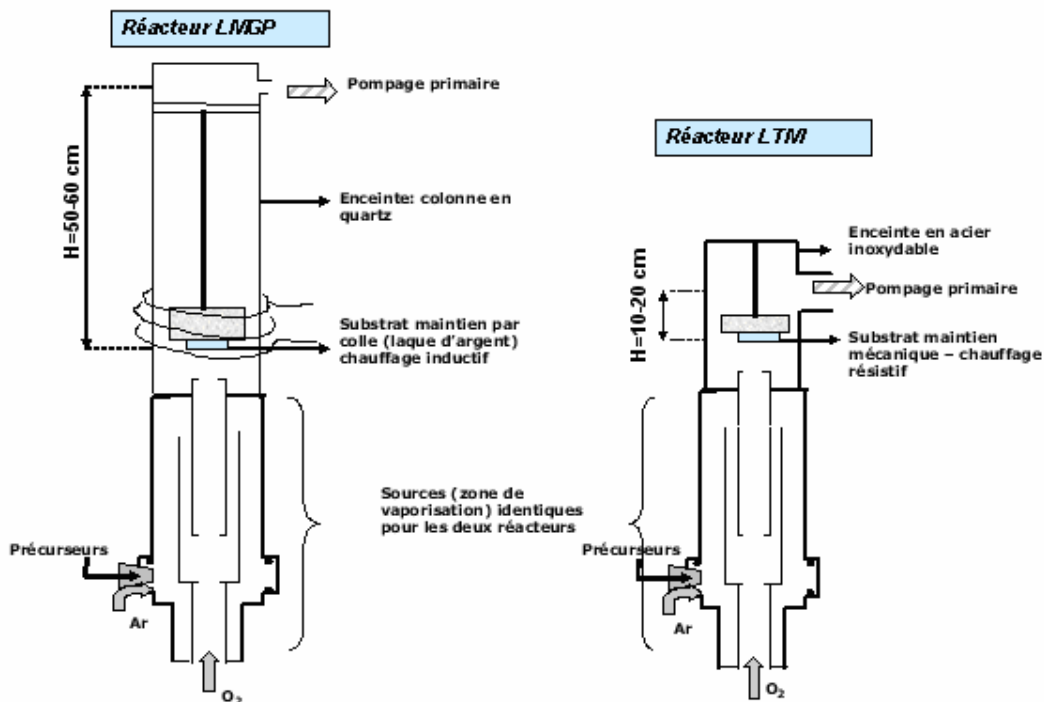 Réacteur LMGP
Pompage primaire
H=50-60 cm
Enceinte: colonne en
quartz
Substrat maintien par
colle (laque d'argent)
chauffage inductif
Réacteur LTMI
Enceinte en acier
inoxydable
H=10-20 cm
Pompage primaire
Substrat maintien
mécanique – chauffage
résistif
Sources (zone de
vaporisation) identiques
pour les deux réacteurs
Précurseurs
Ar
O₂
Précurseurs
Ar
O₂